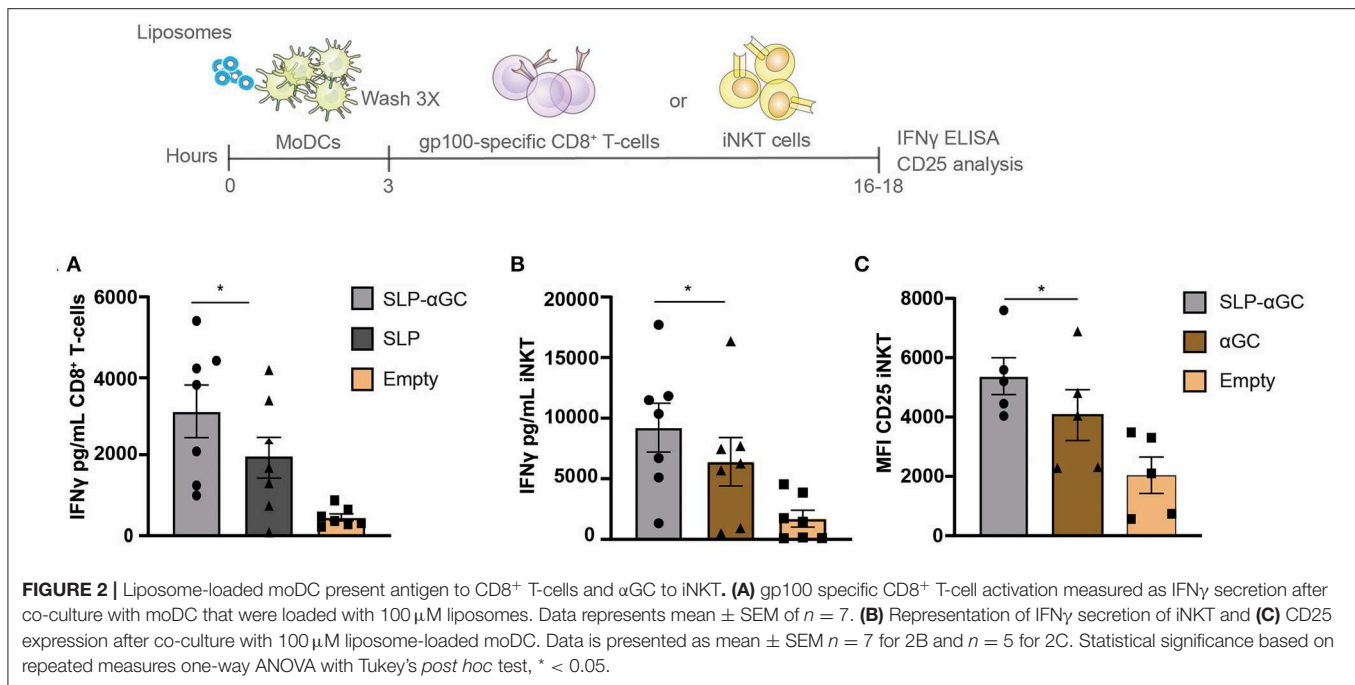 Liposomes
Wash 3X
or
MoDCs
gp100-specific CD8⁺ T-cells
iNKT cells
IFNγ ELISA
CD25 analysis
Hours
0
3
16-18
. A
IFNγ pg/mL CD8⁺ T-cells
6000
4000
2000
0
*
SLP-αGC
SLP
Empty
B
IFNγ pg/mL iNKT
20000
15000
10000
5000
0
*
C
MFI CD25 iNKT
8000
6000
4000
2000
0
*
SLP-αGC
αGC
Empty
FIGURE 2 | Liposome-loaded moDC present antigen to CD8⁺ T-cells and αGC to iNKT. (A) gp100 specific CD8⁺ T-cell activation measured as IFNγ secretion after
co-culture with moDC that were loaded with 100 μM liposomes. Data represents mean ± SEM of n = 7. (B) Representation of IFNγ secretion of iNKT and (C) CD25
expression after co-culture with 100 μM liposome-loaded moDC. Data is presented as mean ± SEM n = 7 for 2B and n = 5 for 2C. Statistical significance based on
repeated measures one-way ANOVA with Tukey's post hoc test, * < 0.05.